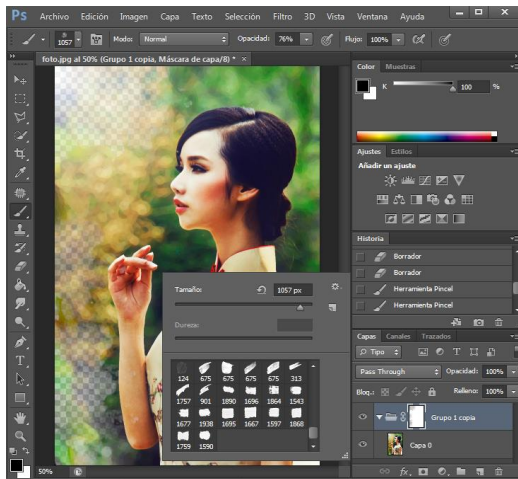 Ps Archivo Edición Imagen Capa Texto Selección Filtro 3D Vista Ventana Ayuda
1057 Modo: Normal Opacidad: 76% Flujo: 100%
foto.jpg al 50% (Grupo 1 copia, Máscara de capa/8) * ×
Color Muestras
K 100 %
Ajustes Estilos
Añadir un ajuste
Historia
Borrador
Borrador
Herramienta Pincel
Herramienta Pincel
Tamaño: 1057 px
Dureza:
124 675 675 675 675 313
1757 901 1890 1696 1864 1543
1677 1938 1695 1667 1597 1868
1759 1590
Capas Canales Trazados
Tipo
Pass Through Opacidad: 100%
Bloq.: Relleno: 100%
Grupo 1 copia
Capa 0
fx
50%